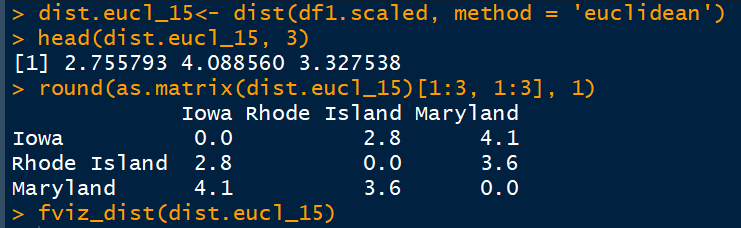 > dist.eucl_15<- dist(df1.scaled, method = 'euclidean')
> head(dist.eucl_15, 3)
[1] 2.755793 4.088560 3.327538
> round(as.matrix(dist.eucl_15)[1:3, 1:3], 1)
             Iowa Rhode Island Maryland
Iowa          0.0          2.8      4.1
Rhode Island  2.8          0.0      3.6
Maryland      4.1          3.6      0.0
> fviz_dist(dist.eucl_15)